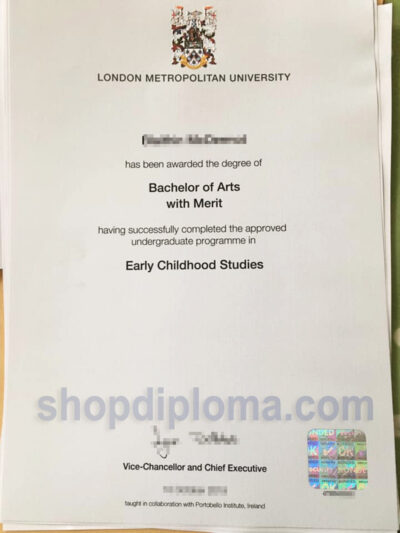 LONDON METROPOLITAN UNIVERSITY
has been awarded the degree of
Bachelor of Arts
with Merit
having successfully completed the approved
undergraduate programme in
Early Childhood Studies
shopdiploma.com
Vice-Chancellor and Chief Executive
taught in collaboration with Portobello Institute, Ireland